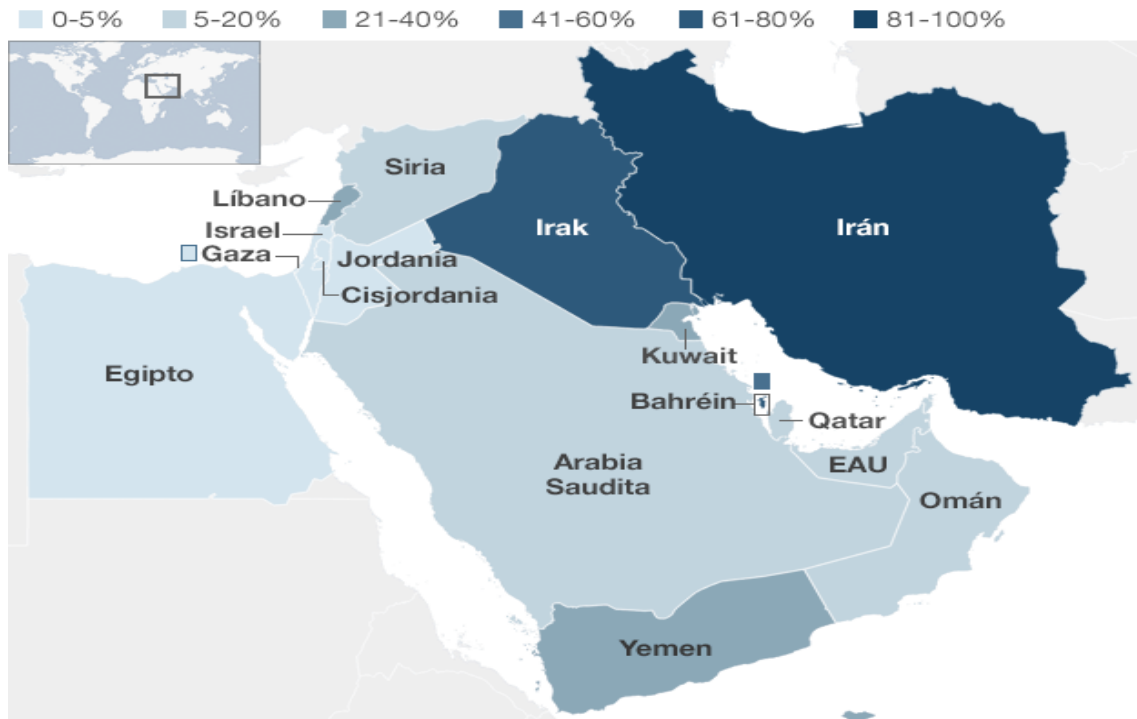 0-5% 5-20% 21-40% 41-60% 61-80% 81-100%
Siria
Líbano
Irak
Irán
Israel
Gaza
Jordania
Cisjordania
Kuwait
Egipto
Bahréin
Qatar
Arabia
Saudita
EAU
Omán
Yemen